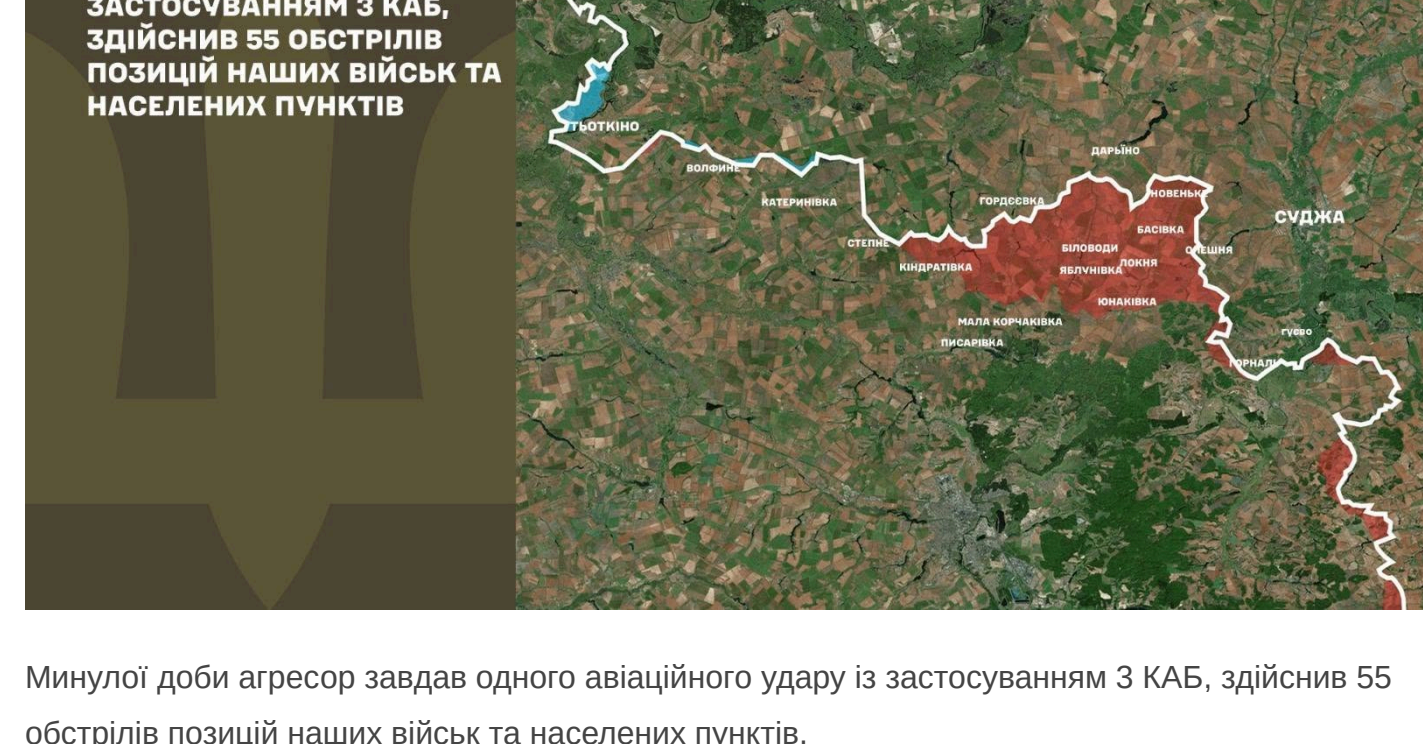 ЗАСТОСУВАННЯМ 3 КАБ,
ЗДІЙСНИВ 55 ОБСТРІЛІВ
ПОЗИЦІЙ НАШИХ ВІЙСЬК ТА
НАСЕЛЕНИХ ПУНКТІВ
ТЬОТКІНО
ВОЛФИНЕ
КАТЕРИНІВКА
СТЕПНЕ
КІНДРАТІВКА
ГОРДЄЄВКА
ДАРЬЇНО
НОВЕНЬКЕ
БАСІВКА
СУДЖА
БІЛОВОДИ
ОЛЕШНЯ
ЛОКНЯ
ЯБЛУНІВКА
ЮНАКІВКА
МАЛА КОРЧАКІВКА
ПИСАРІВКА
ГУЄВО
ГОРНАЛЬ
Минулої доби агресор завдав одного авіаційного удару із застосуванням 3 КАБ, здійснив 55
обстрілів позицій наших військ та населених пунктів.